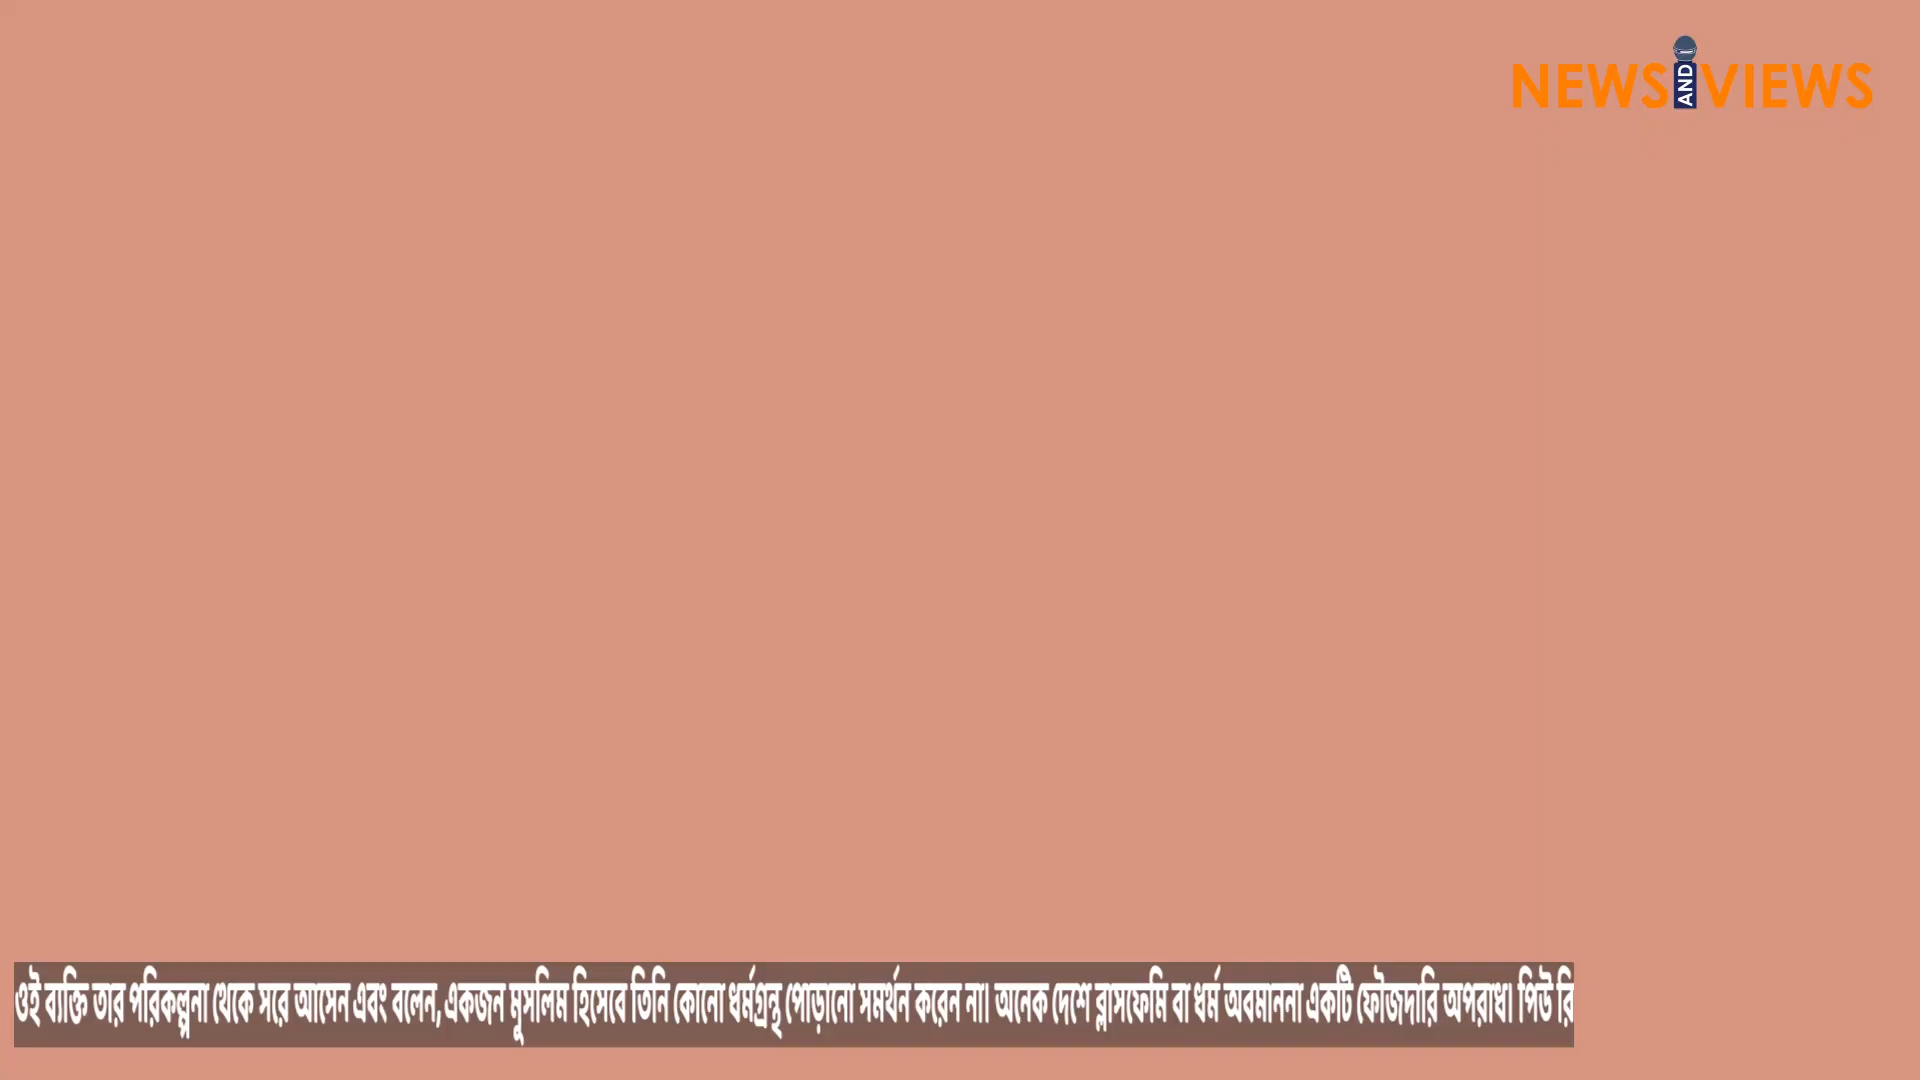 NEWS AND VIEWS
ওই ব্যক্তি তার পরিকল্পনা থেকে সরে আসেন এবং বলেন, একজন মুসলিম হিসেবে তিনি কোনো ধর্মগ্রন্থ পোড়ানো সমর্থন করেন না। অনেক দেশে ব্লাসফেমি বা ধর্ম অবমাননা একটি ফৌজদারি অপরাধ। পিউ রি